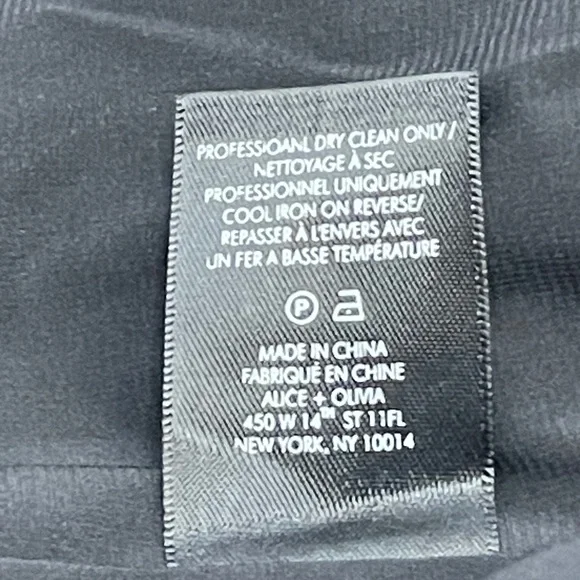 PROFESSIOANL DRY CLEAN ONLY/
NETTOYAGE À SEC
PROFESSIONNEL UNIQUEMENT
COOL IRON ON REVERSE/
REPASSER À L'ENVERS AVEC
UN FER A BASSE TEMPÉRATURE
P
MADE IN CHINA
FABRIQUÉ EN CHINE
ALICE + OLIVIA
450 W 14TH ST 11FL
NEW YORK, NY 10014